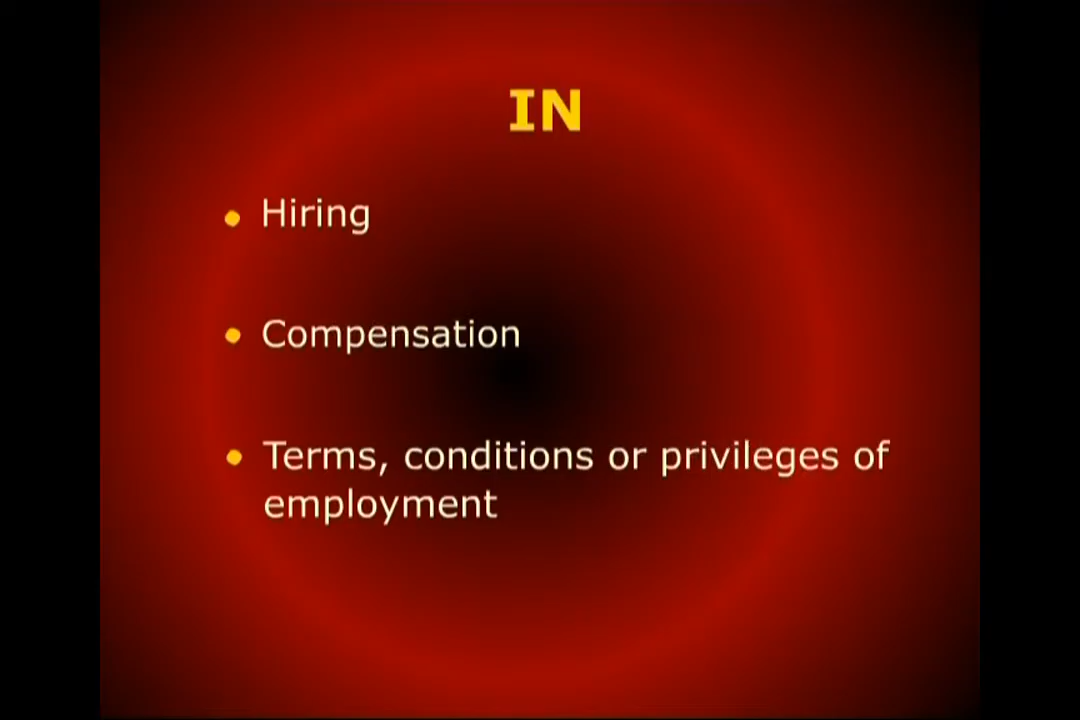 IN
• Hiring
• Compensation
• Terms, conditions or privileges of
employment